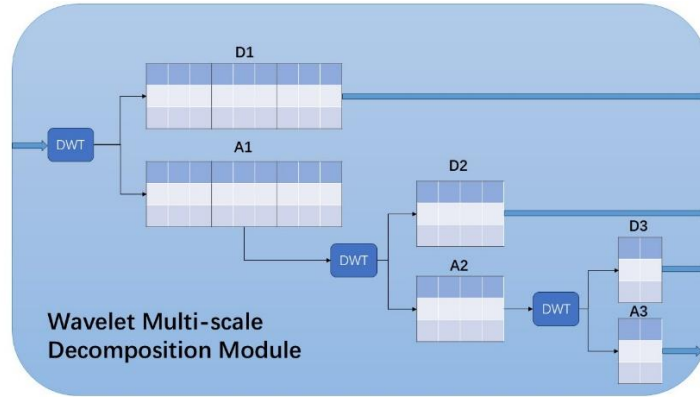 D1
DWT
A1
D2
DWT
A2
D3
DWT
A3
Wavelet Multi-scale
Decomposition Module